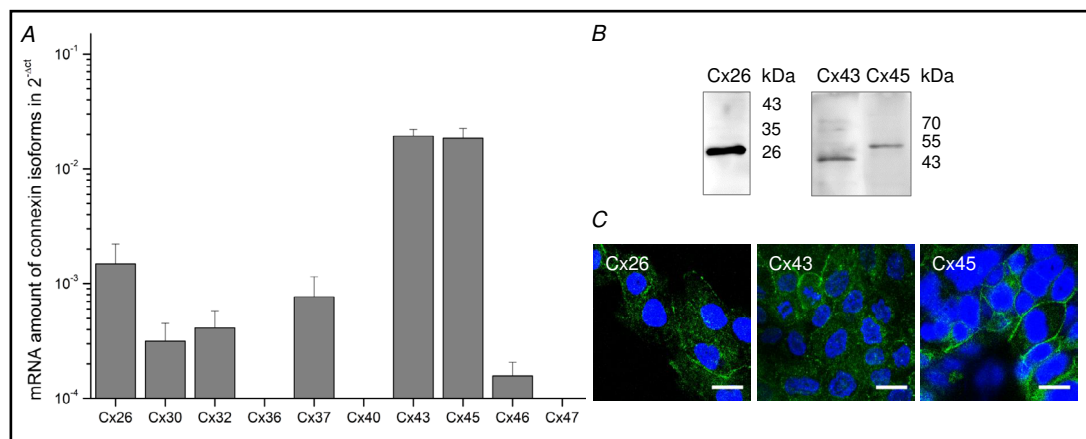 A
mRNA amount of connexin isoforms in 2^-Δct
10^-1
10^-2
10^-3
10^-4
Cx26 Cx30 Cx32 Cx36 Cx37 Cx40 Cx43 Cx45 Cx46 Cx47
B
Cx26 kDa Cx43 Cx45 kDa
43
35
26
70
55
43
C
Cx26 Cx43 Cx45